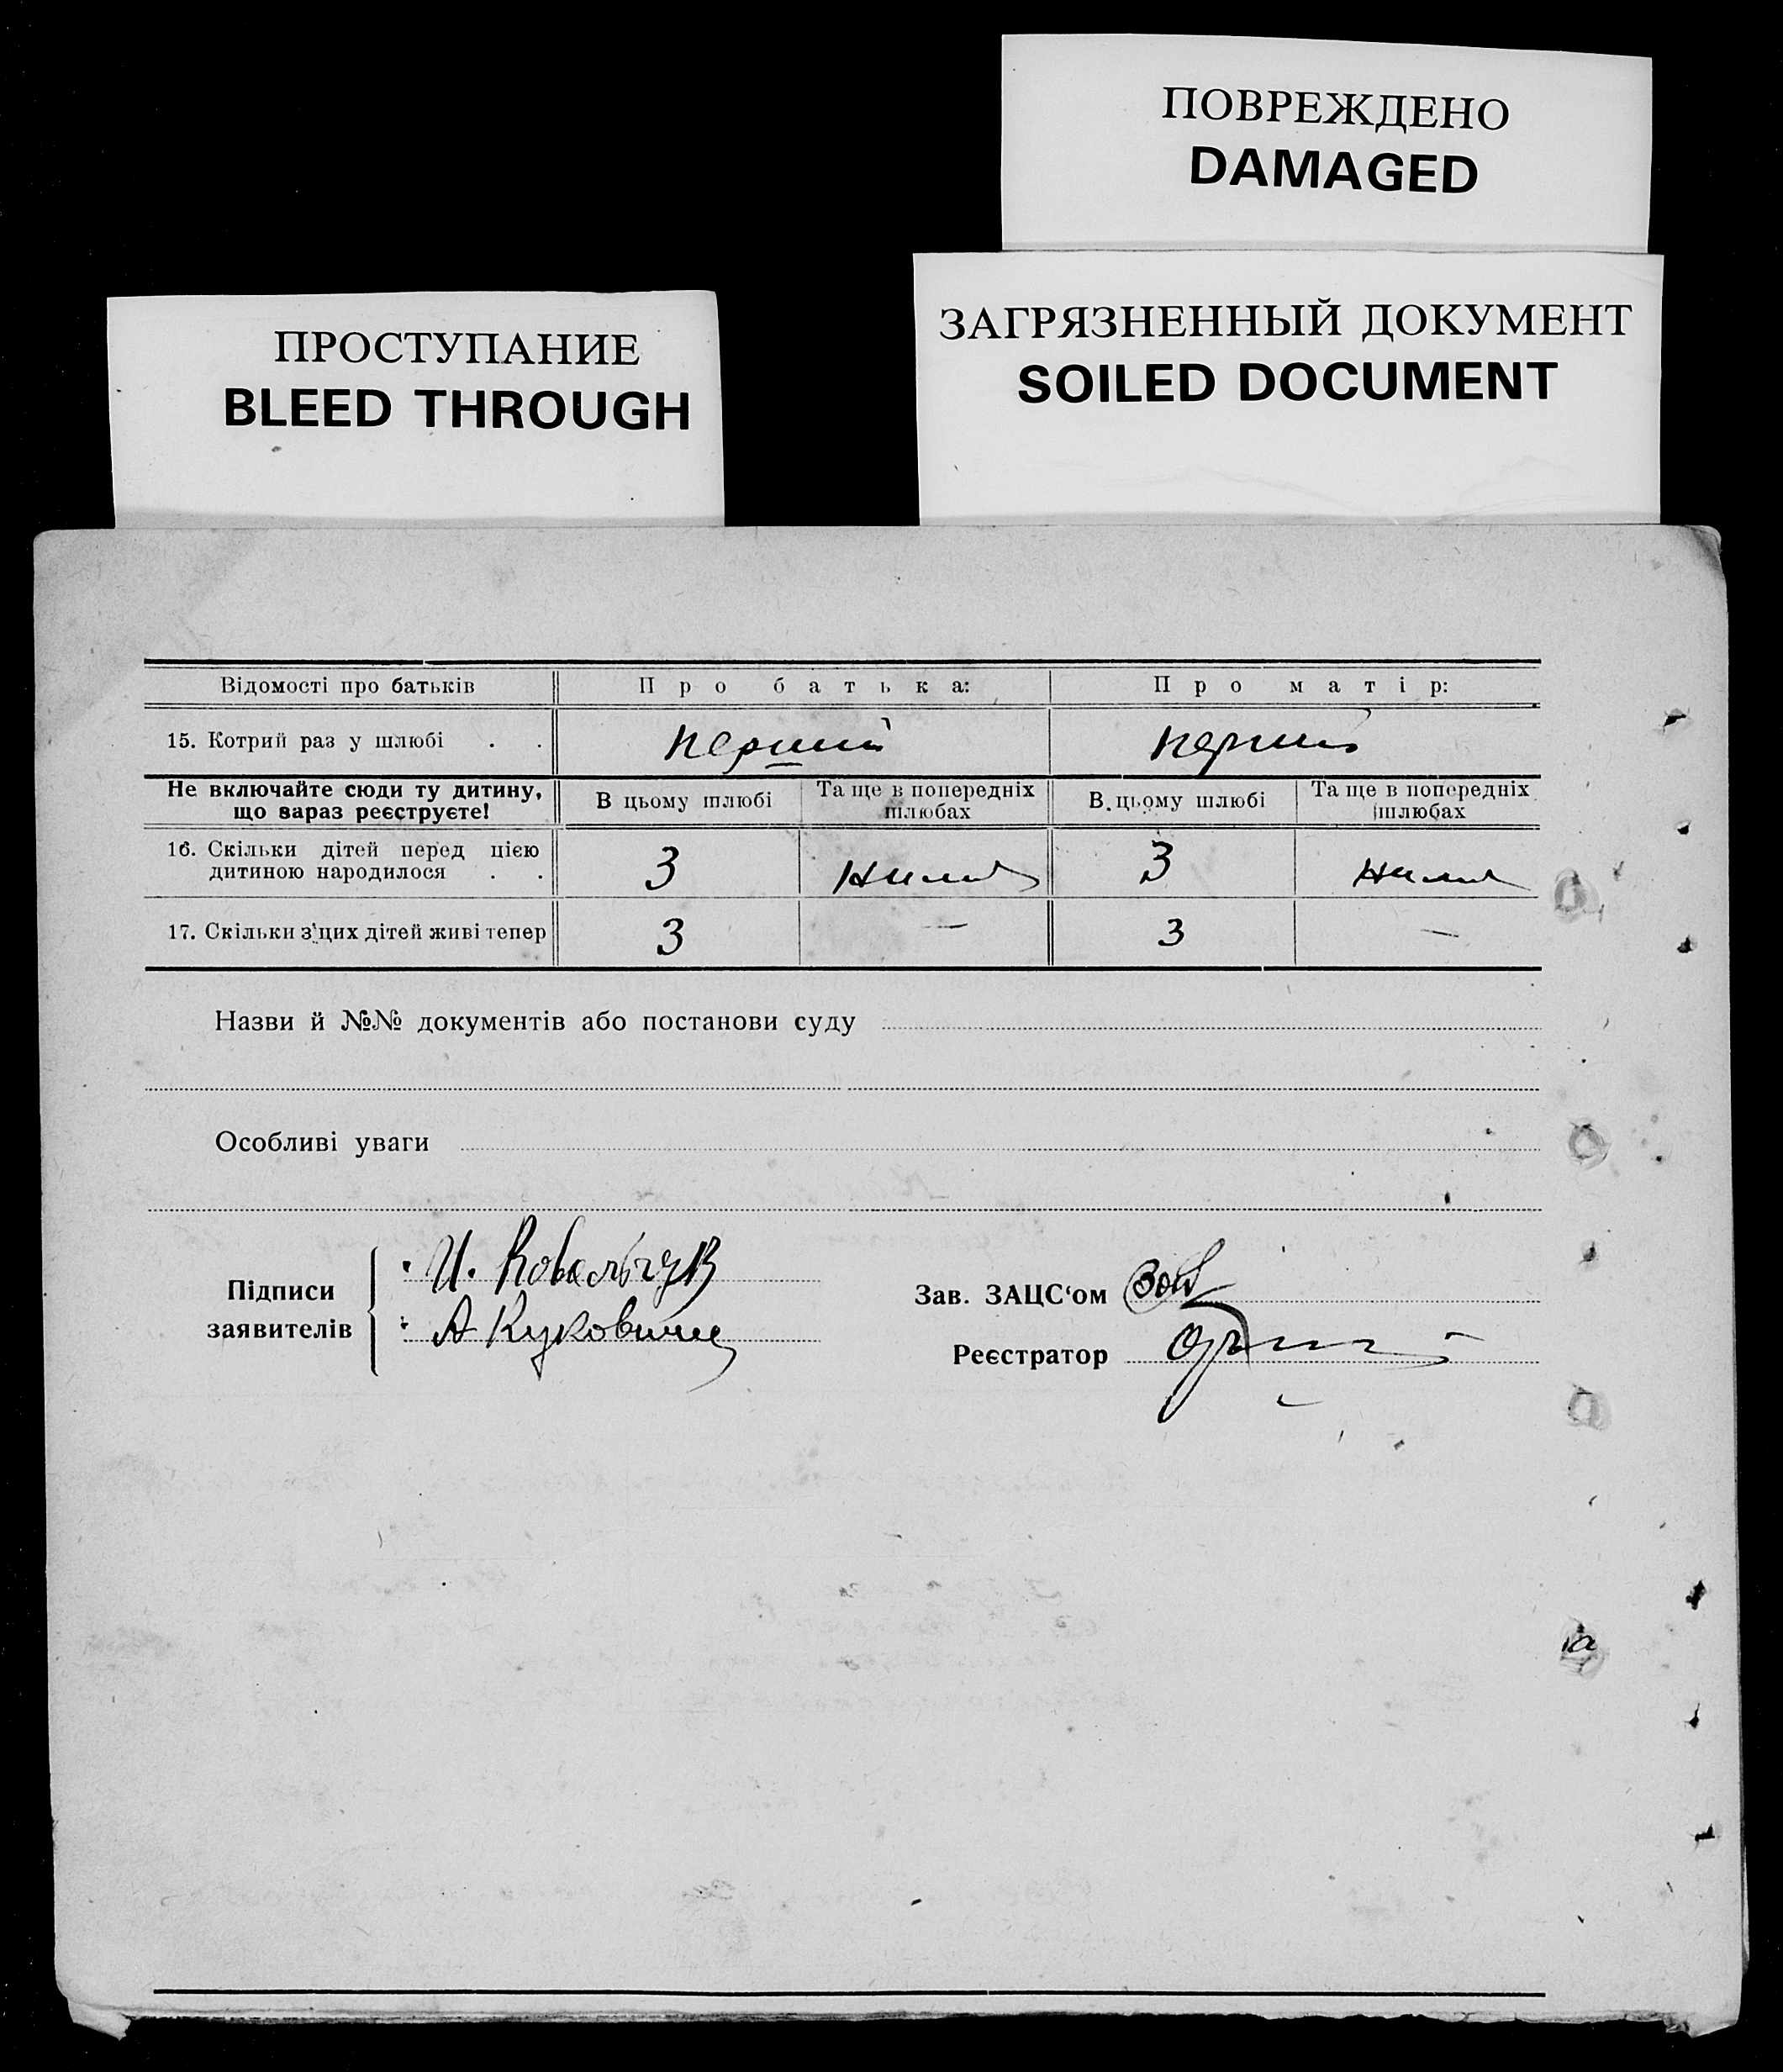 ПОВРЕЖДЕНО
DAMAGED
ПРОСТУПАНИЕ
BLEED THROUGH
ЗАГРЯЗНЕННЫЙ ДОКУМЕНТ
SOILED DOCUMENT
Відомості про батьків Про батька: Про матір:
15. Котрий раз у шлюбі . . перший перший
Не включайте сюди ту дитину, що зараз реєструєте! В цьому шлюбі Та ще в попередніх шлюбах В цьому шлюбі Та ще в попередніх шлюбах
16. Скільки дітей перед цією
дитиною народилося . . 3 3
17. Скільки з'цих дітей живі тепер 3 — 3 —
Назви й №№ документів або постанови суду
Особливі уваги
Підписи
заявителів
И. Ковальчук
А
Зав. ЗАЦС‘ом
Реєстратор